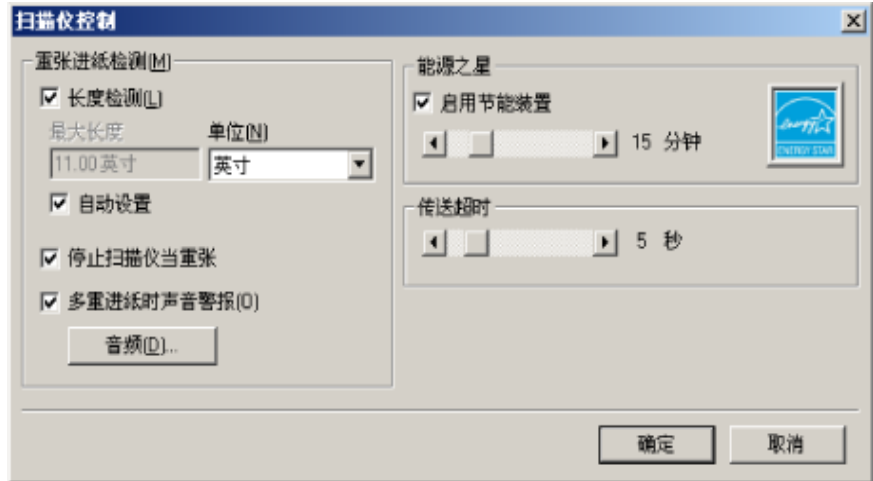 扫描仪控制
重张进纸检测(M)
长度检测(L)
最大长度
单位(N)
11.00英寸
英寸
自动设置
停止扫描仪当重张
多重进纸时声音警报(O)
音频(D)...
能源之星
启用节能装置
15 分钟
energy
ENERGY STAR
传送超时
5 秒
确定
取消